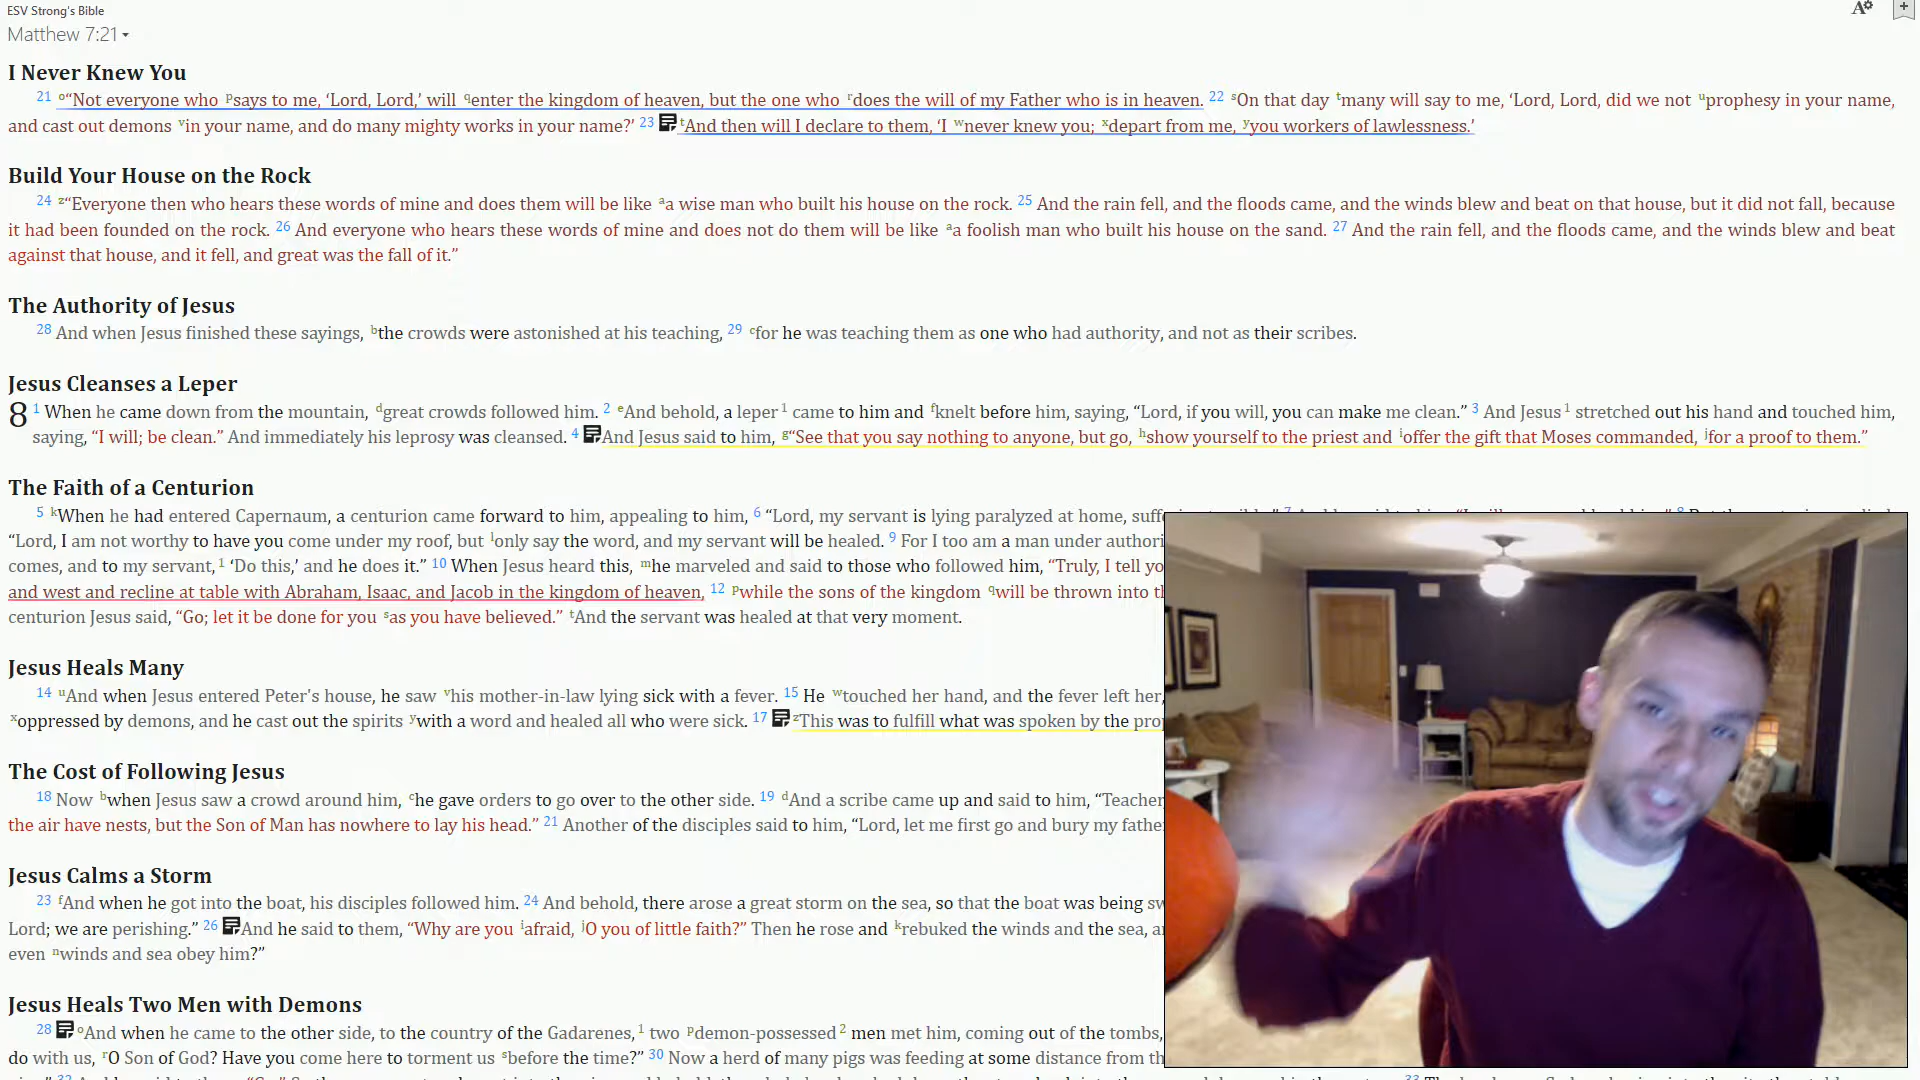 ESV Strong's Bible
Matthew 7:21
I Never Knew You
21 o“Not everyone who psays to me, ‘Lord, Lord,’ will qenter the kingdom of heaven, but the one who rdoes the will of my Father who is in heaven. 22 sOn that day tmany will say to me, ‘Lord, Lord, did we not uprophesy in your name,
and cast out demons vin your name, and do many mighty works in your name?’ 23 tAnd then will I declare to them, ‘I wnever knew you; xdepart from me, yyou workers of lawlessness.’
Build Your House on the Rock
24 z“Everyone then who hears these words of mine and does them will be like aa wise man who built his house on the rock. 25 And the rain fell, and the floods came, and the winds blew and beat on that house, but it did not fall, because
it had been founded on the rock. 26 And everyone who hears these words of mine and does not do them will be like aa foolish man who built his house on the sand. 27 And the rain fell, and the floods came, and the winds blew and beat
against that house, and it fell, and great was the fall of it.”
The Authority of Jesus
28 And when Jesus finished these sayings, bthe crowds were astonished at his teaching, 29 cfor he was teaching them as one who had authority, and not as their scribes.
Jesus Cleanses a Leper
8 1 When he came down from the mountain, dgreat crowds followed him. 2 eAnd behold, a leper1 came to him and fknelt before him, saying, “Lord, if you will, you can make me clean.” 3 And Jesus1 stretched out his hand and touched him,
saying, “I will; be clean.” And immediately his leprosy was cleansed. 4 And Jesus said to him, g“See that you say nothing to anyone, but go, hshow yourself to the priest and ioffer the gift that Moses commanded, jfor a proof to them.”
The Faith of a Centurion
5 kWhen he had entered Capernaum, a centurion came forward to him, appealing to him, 6 “Lord, my servant is lying paralyzed at home,
“Lord, I am not worthy to have you come under my roof, but lonly say the word, and my servant will be healed. 9 For I too am a man under
comes, and to my servant,1 ‘Do this,’ and he does it.” 10 When Jesus heard this, mhe marveled and said to those who followed him, “Truly, I tell
and west and recline at table with Abraham, Isaac, and Jacob in the kingdom of heaven, 12 pwhile the sons of the kingdom qwill be thrown into
centurion Jesus said, “Go; let it be done for you sas you have believed.” tAnd the servant was healed at that very moment.
Jesus Heals Many
14 uAnd when Jesus entered Peter's house, he saw vhis mother-in-law lying sick with a fever. 15 He wtouched her hand, and the fever left her,
xoppressed by demons, and he cast out the spirits ywith a word and healed all who were sick. 17 zThis was to fulfill what was spoken by the
The Cost of Following Jesus
18 Now bwhen Jesus saw a crowd around him, che gave orders to go over to the other side. 19 dAnd a scribe came up and said to him, “Teacher,
the air have nests, but the Son of Man has nowhere to lay his head.” 21 Another of the disciples said to him, “Lord, let me first go and bury my
Jesus Calms a Storm
23 fAnd when he got into the boat, his disciples followed him. 24 And behold, there arose a great storm on the sea, so that the boat was being
Lord; we are perishing.” 26 And he said to them, “Why are you iafraid, jO you of little faith?” Then he rose and krebuked the winds and the sea,
even nwinds and sea obey him?”
Jesus Heals Two Men with Demons
28 oAnd when he came to the other side, to the country of the Gadarenes,1 two pdemon-possessed2 men met him, coming out of the tombs,
do with us, rO Son of God? Have you come here to torment us sbefore the time?” 30 Now a herd of many pigs was feeding at some distance from